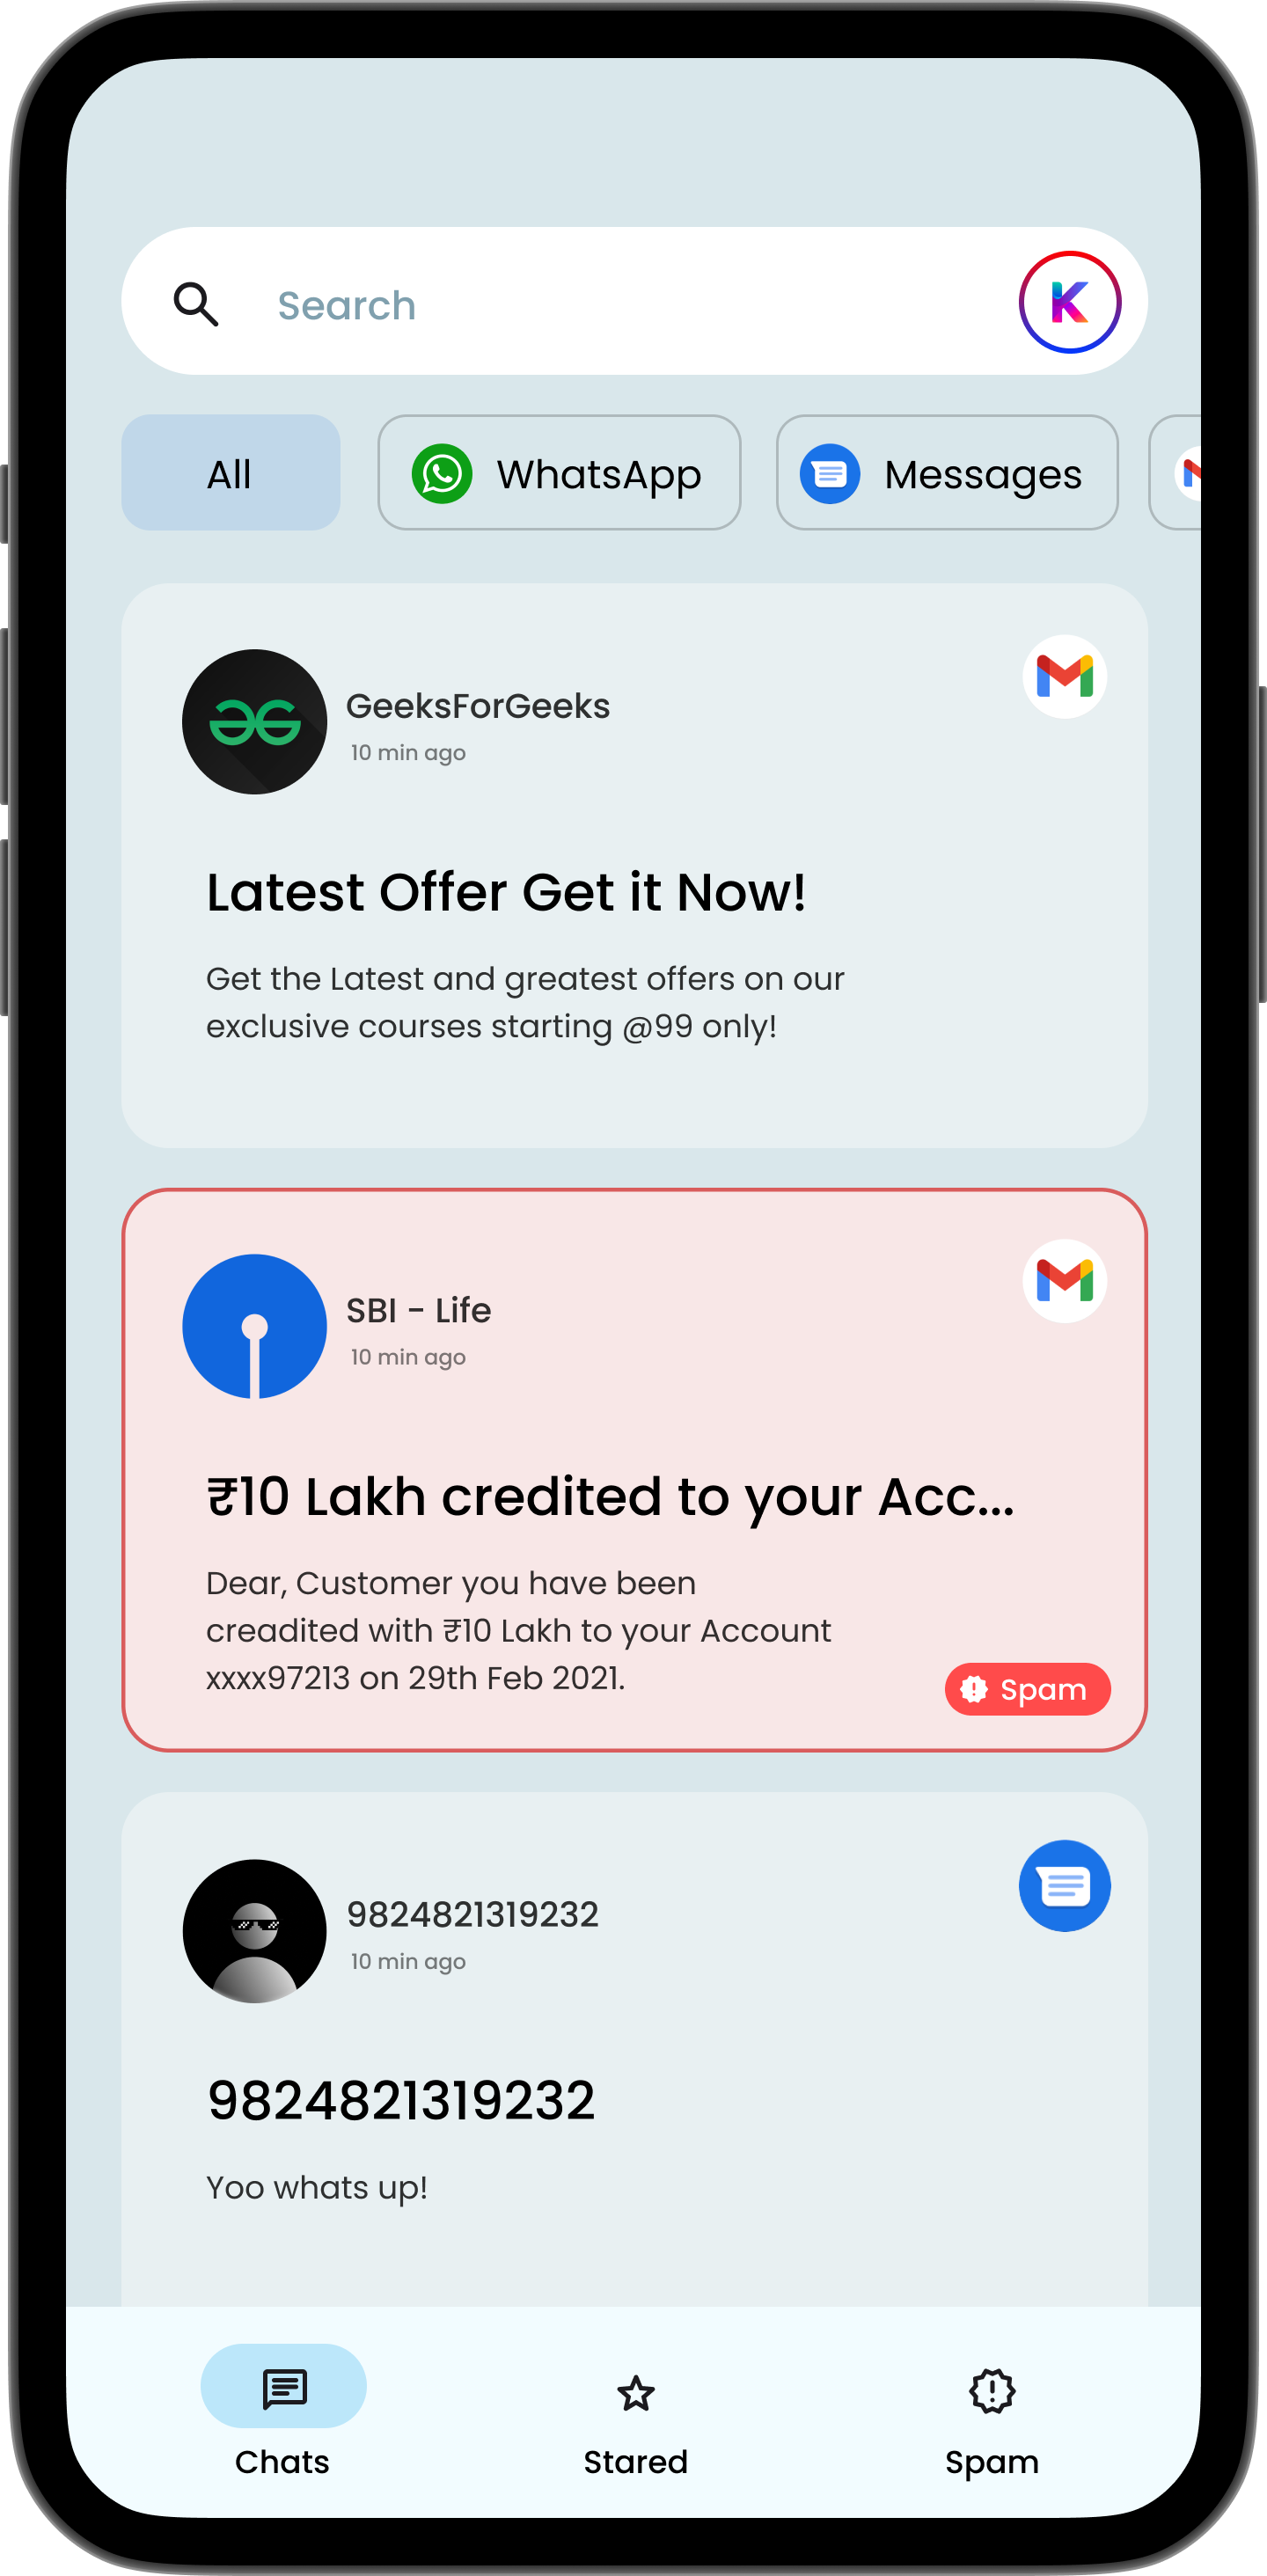 Search
K
All
WhatsApp
Messages
GeeksForGeeks
10 min ago
Latest Offer Get it Now!
Get the Latest and greatest offers on our
exclusive courses starting @99 only!
SBI - Life
10 min ago
₹10 Lakh credited to your Acc...
Dear, Customer you have been
creadited with ₹10 Lakh to your Account
xxxx97213 on 29th Feb 2021.
Spam
9824821319232
10 min ago
9824821319232
Yoo whats up!
Chats
Stared
Spam